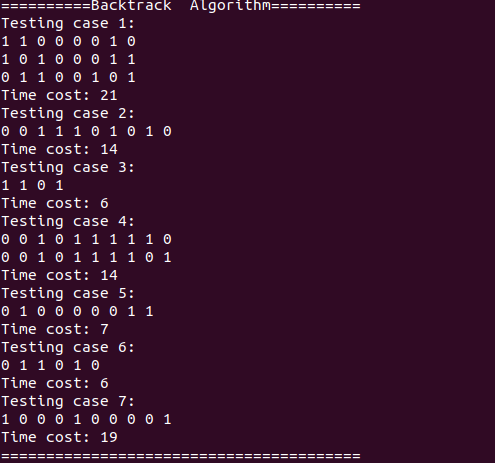 ==========Backtrack  Algorithm==========
Testing case 1:
1 1 0 0 0 0 1 0
1 0 1 0 0 0 1 1
0 1 1 0 0 1 0 1
Time cost: 21
Testing case 2:
0 0 1 1 1 0 1 0 1 0
Time cost: 14
Testing case 3:
1 1 0 1
Time cost: 6
Testing case 4:
0 0 1 0 1 1 1 1 1 0
0 0 1 0 1 1 1 1 0 1
Time cost: 14
Testing case 5:
0 1 0 0 0 0 0 1 1
Time cost: 7
Testing case 6:
0 1 1 0 1 0
Time cost: 6
Testing case 7:
1 0 0 0 1 0 0 0 0 1
Time cost: 19
========================================